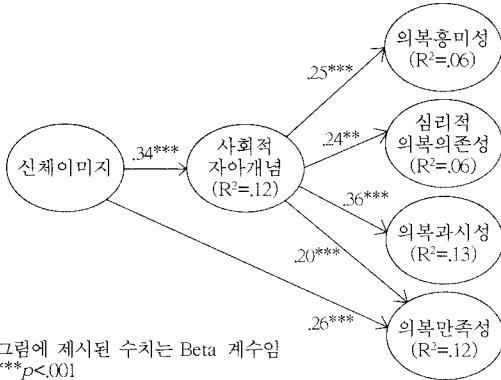 의복흥미성
(R²=.06)
.25***
심리적
의복의존성
(R²=.06)
.24**
신체이미지
.34***
사회적
자아개념
(R²=.12)
.36***
의복과시성
(R²=.13)
.20***
.26***
의복만족성
(R²=.12)
그림에 제시된 수치는 Beta 계수임
***p<.001